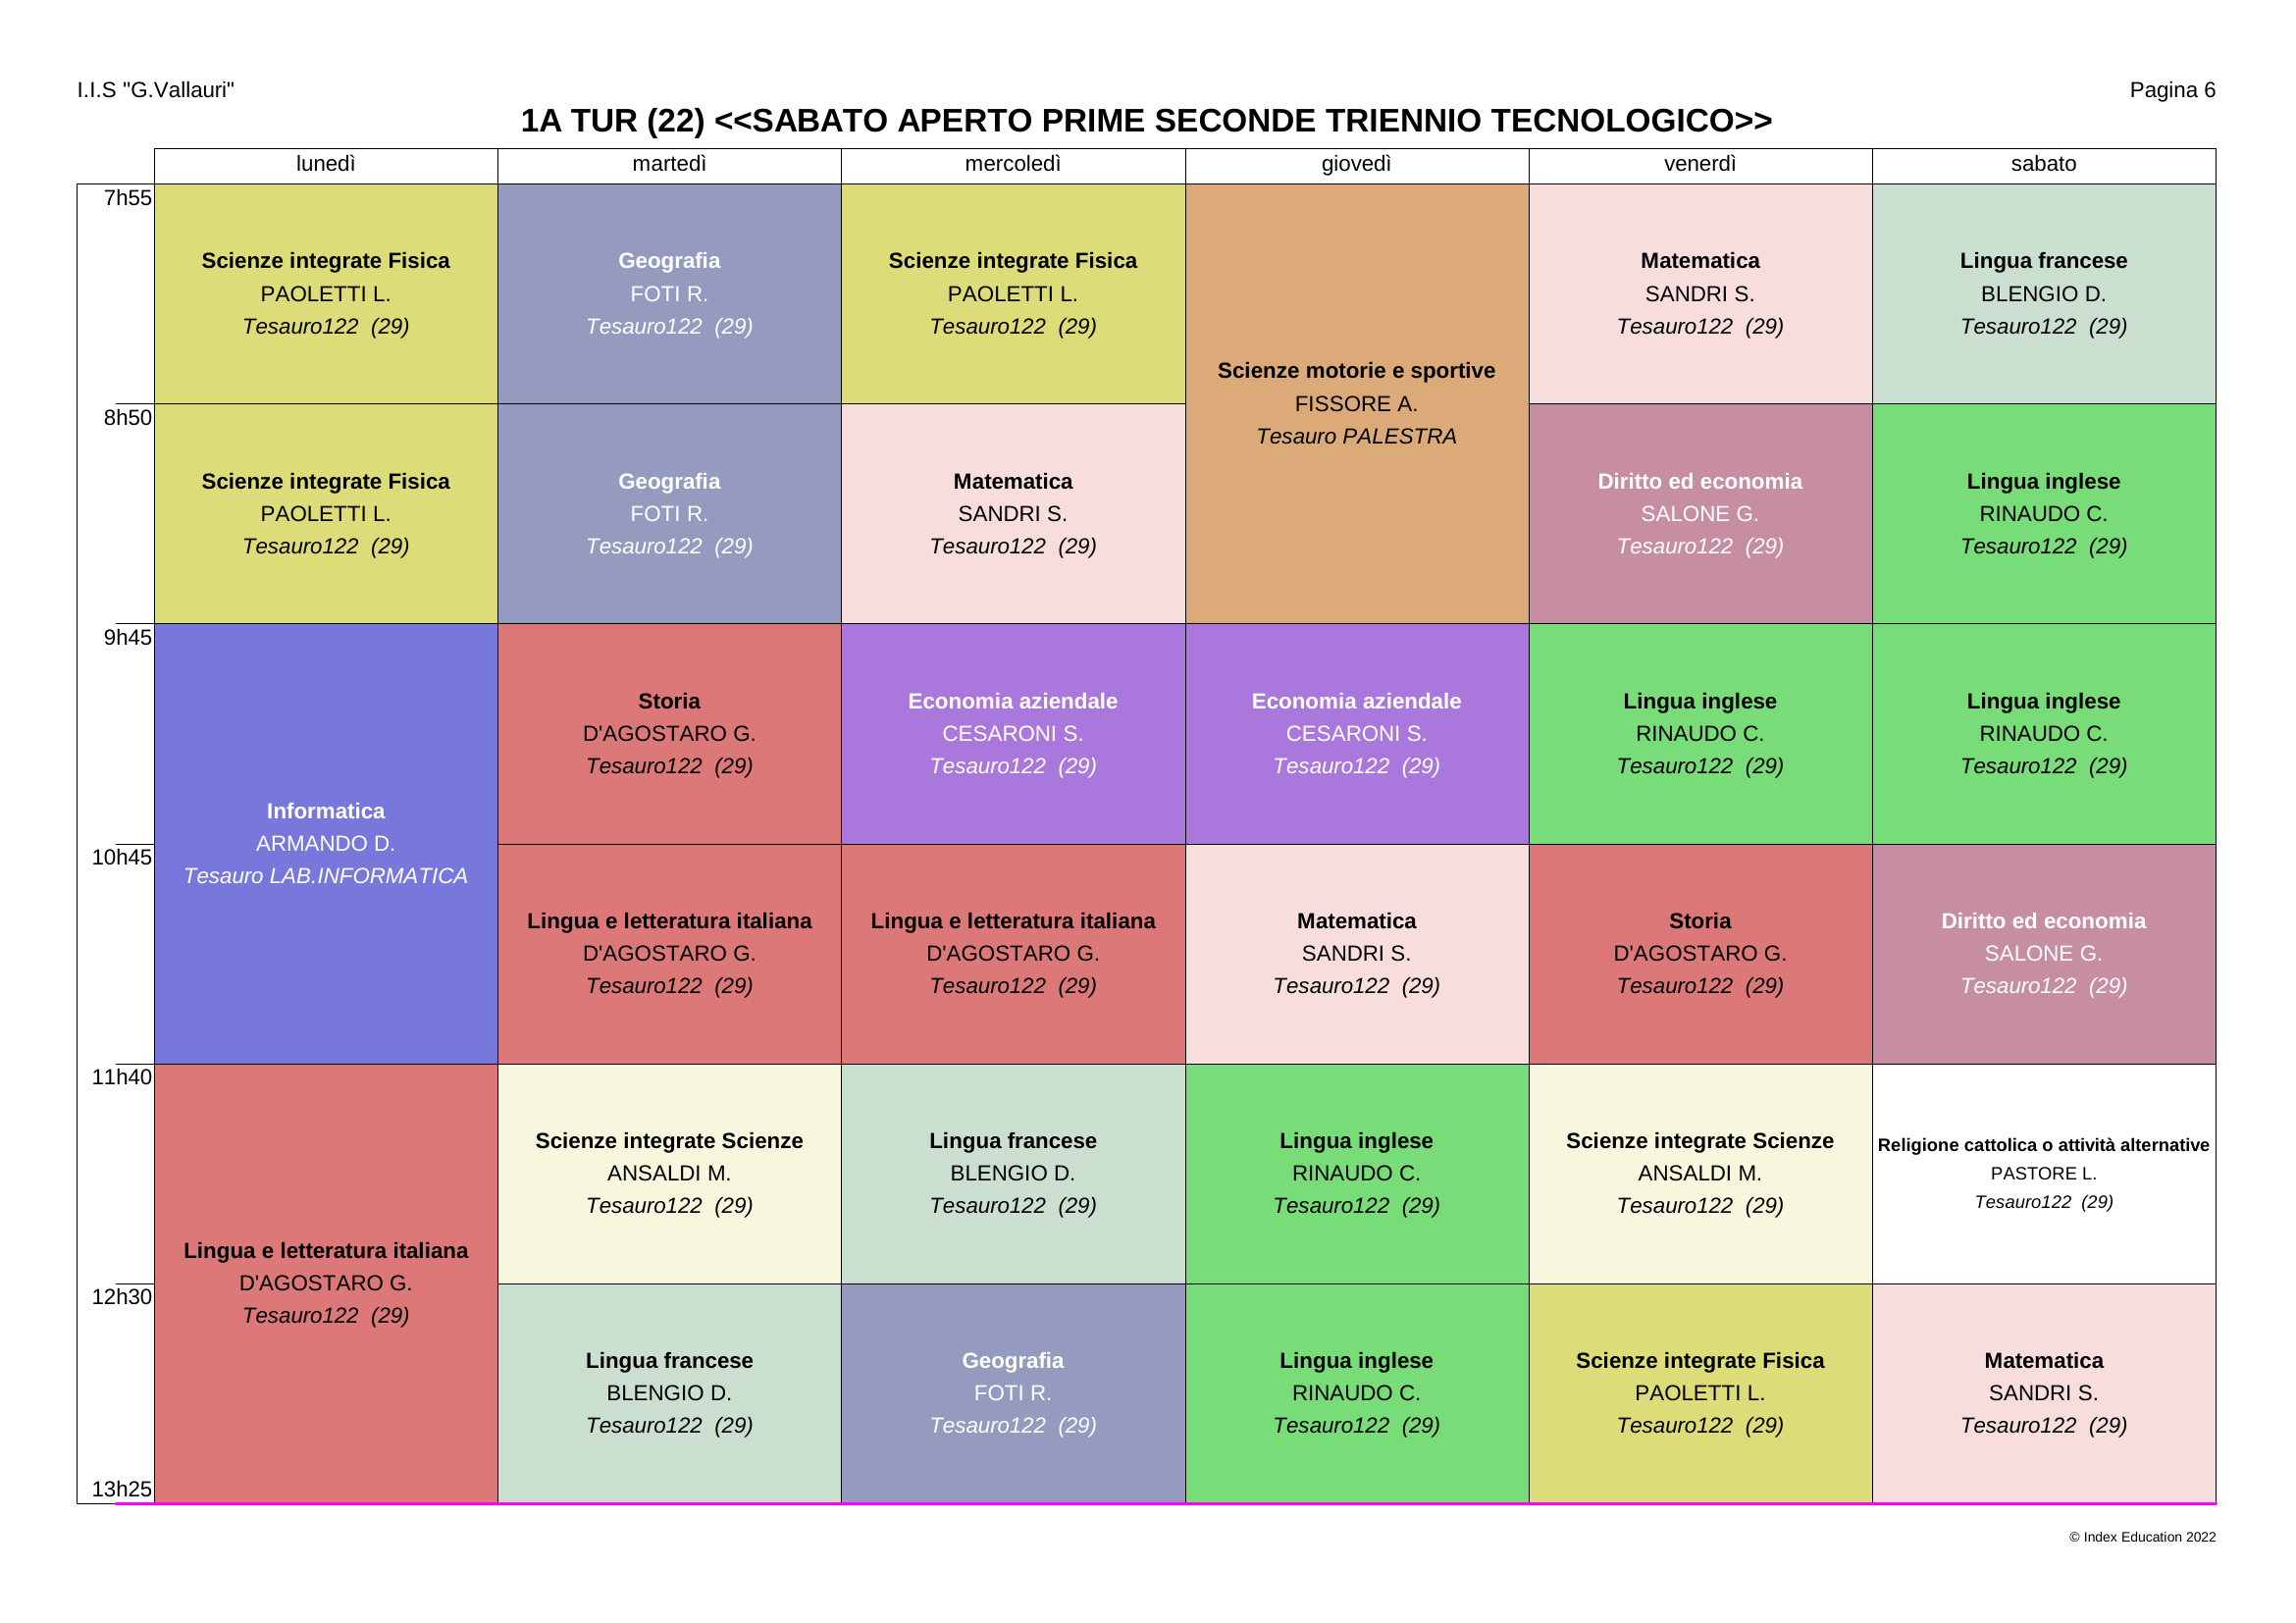 I.I.S "G.Vallauri"
Pagina 6
1A TUR (22) <<SABATO APERTO PRIME SECONDE TRIENNIO TECNOLOGICO>>
lunedì martedì mercoledì giovedì venerdì sabato
7h55
Scienze integrate Fisica
PAOLETTI L.
Tesauro122 (29)
Geografia
FOTI R.
Tesauro122 (29)
Scienze integrate Fisica
PAOLETTI L.
Tesauro122 (29)
Scienze motorie e sportive
FISSORE A.
Tesauro PALESTRA
Matematica
SANDRI S.
Tesauro122 (29)
Lingua francese
BLENGIO D.
Tesauro122 (29)
8h50
Scienze integrate Fisica
PAOLETTI L.
Tesauro122 (29)
Geografia
FOTI R.
Tesauro122 (29)
Matematica
SANDRI S.
Tesauro122 (29)
Diritto ed economia
SALONE G.
Tesauro122 (29)
Lingua inglese
RINAUDO C.
Tesauro122 (29)
9h45
Informatica
ARMANDO D.
Tesauro LAB.INFORMATICA
Storia
D'AGOSTARO G.
Tesauro122 (29)
Economia aziendale
CESARONI S.
Tesauro122 (29)
Economia aziendale
CESARONI S.
Tesauro122 (29)
Lingua inglese
RINAUDO C.
Tesauro122 (29)
Lingua inglese
RINAUDO C.
Tesauro122 (29)
10h45
Lingua e letteratura italiana
D'AGOSTARO G.
Tesauro122 (29)
Lingua e letteratura italiana
D'AGOSTARO G.
Tesauro122 (29)
Matematica
SANDRI S.
Tesauro122 (29)
Storia
D'AGOSTARO G.
Tesauro122 (29)
Diritto ed economia
SALONE G.
Tesauro122 (29)
11h40
Lingua e letteratura italiana
D'AGOSTARO G.
Tesauro122 (29)
Scienze integrate Scienze
ANSALDI M.
Tesauro122 (29)
Lingua francese
BLENGIO D.
Tesauro122 (29)
Lingua inglese
RINAUDO C.
Tesauro122 (29)
Scienze integrate Scienze
ANSALDI M.
Tesauro122 (29)
Religione cattolica o attività alternative
PASTORE L.
Tesauro122 (29)
12h30
Lingua francese
BLENGIO D.
Tesauro122 (29)
Geografia
FOTI R.
Tesauro122 (29)
Lingua inglese
RINAUDO C.
Tesauro122 (29)
Scienze integrate Fisica
PAOLETTI L.
Tesauro122 (29)
Matematica
SANDRI S.
Tesauro122 (29)
13h25
© Index Education 2022